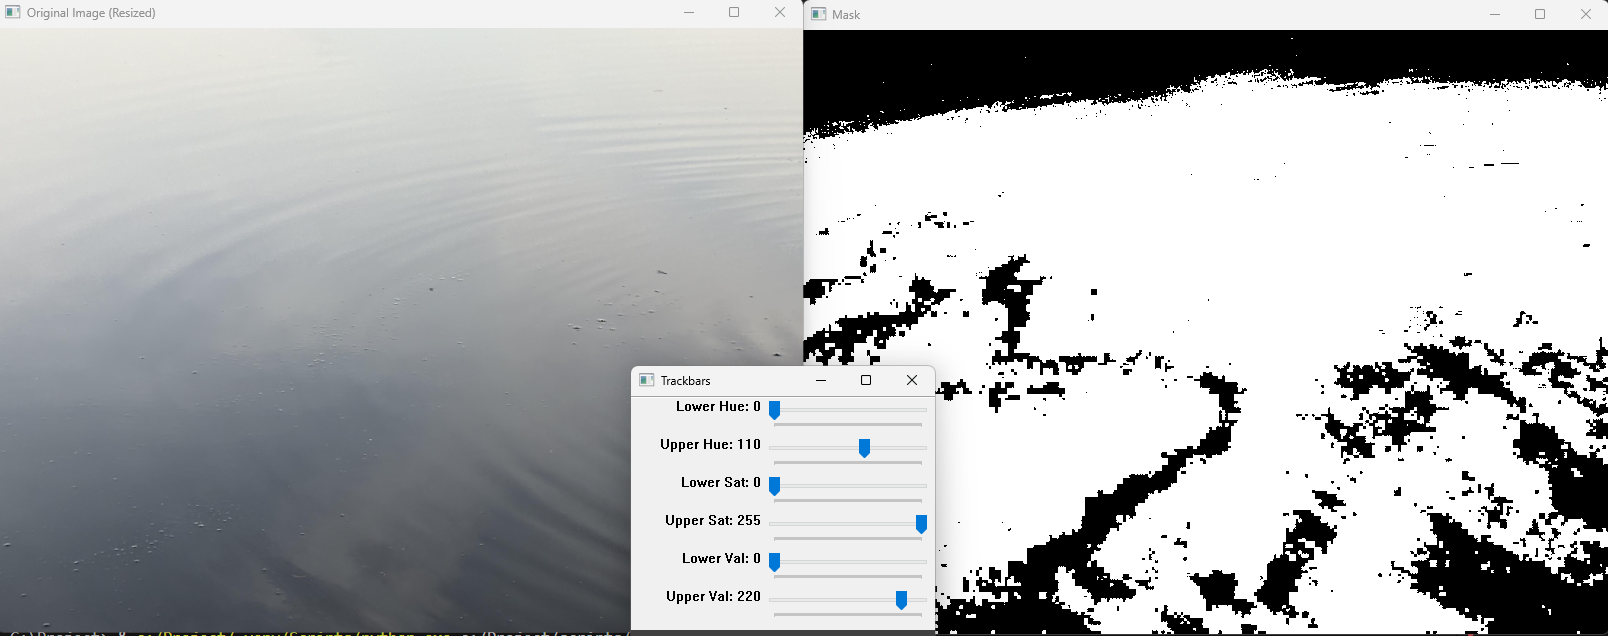 Original Image (Resized)
Mask
Trackbars
Lower Hue: 0
Upper Hue: 110
Lower Sat: 0
Upper Sat: 255
Lower Val: 0
Upper Val: 220